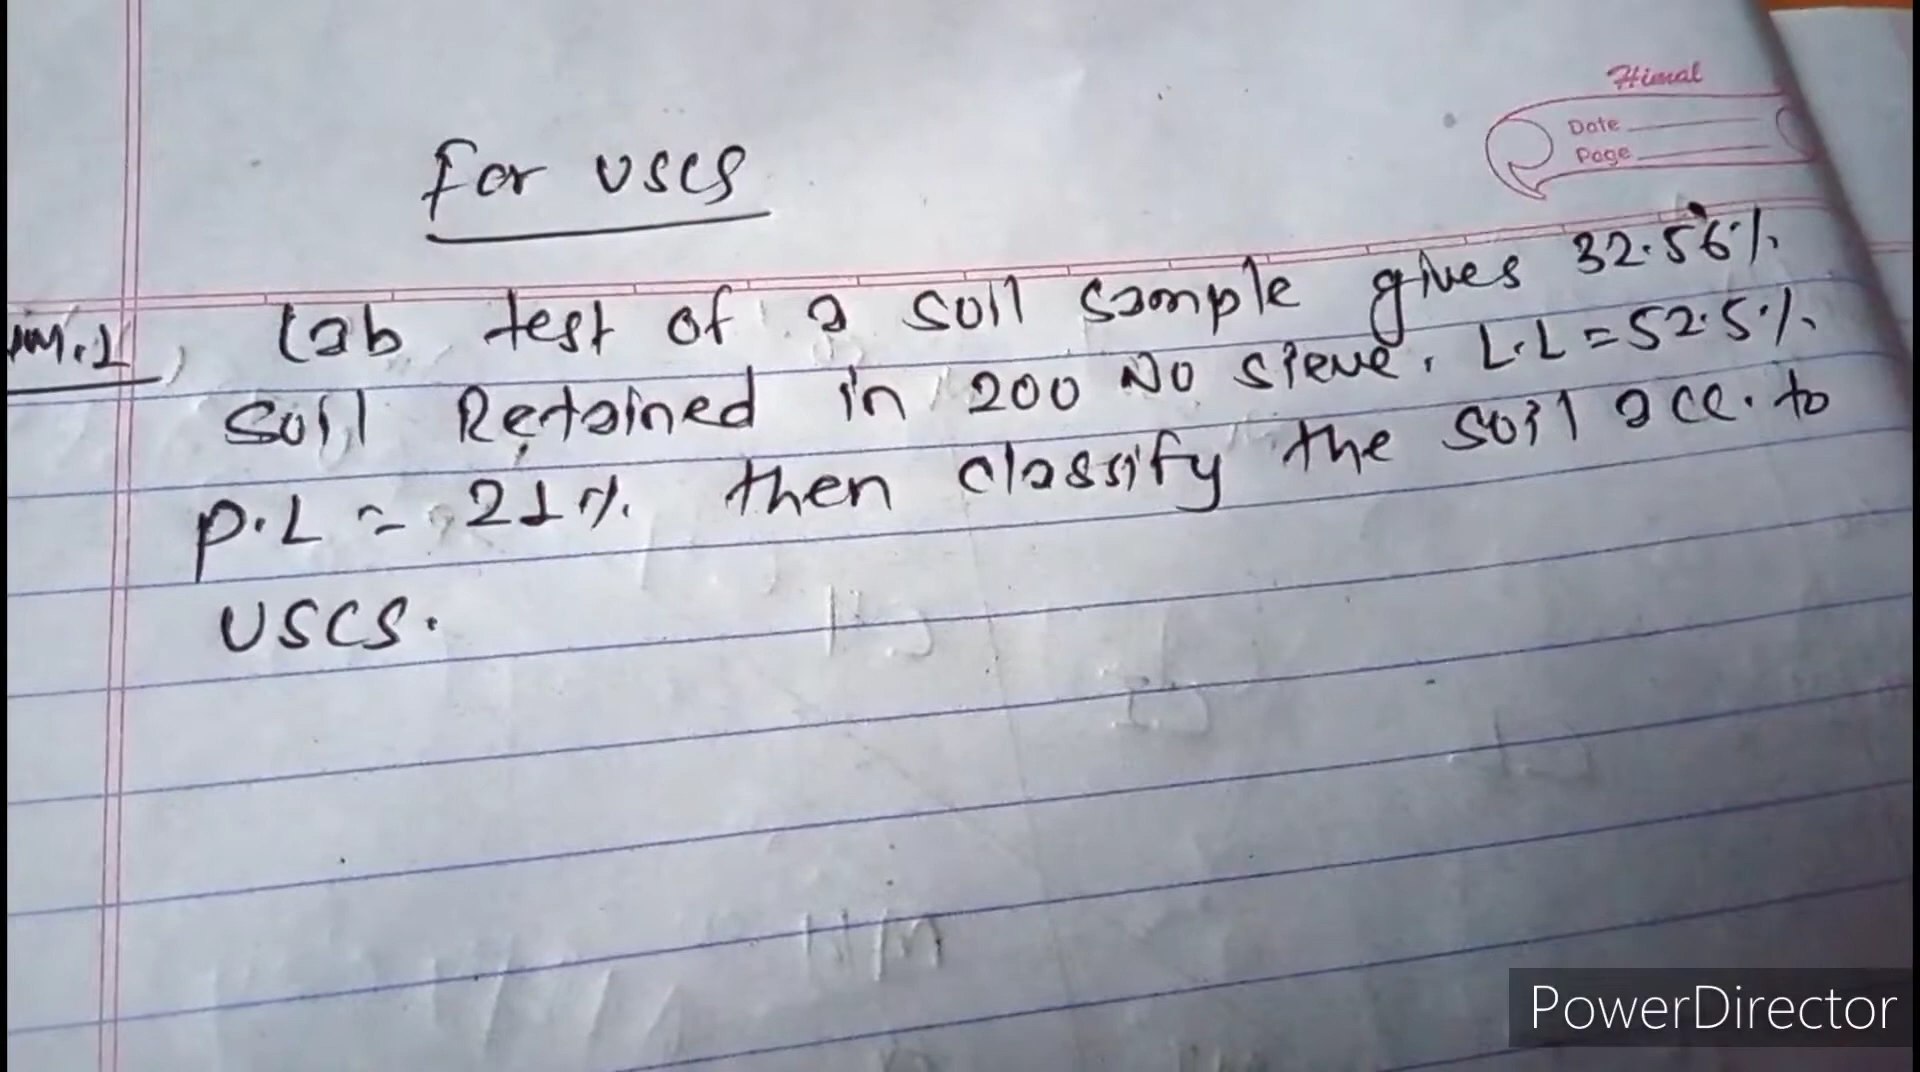 Himal
Date
Page
For USCS
Lab test of a soil sample gives 32.56%
soil Retained in 200 No sieve. L.L = 52.5%
P.L = 21% then classify the soil acc. to
USCS.
PowerDirector